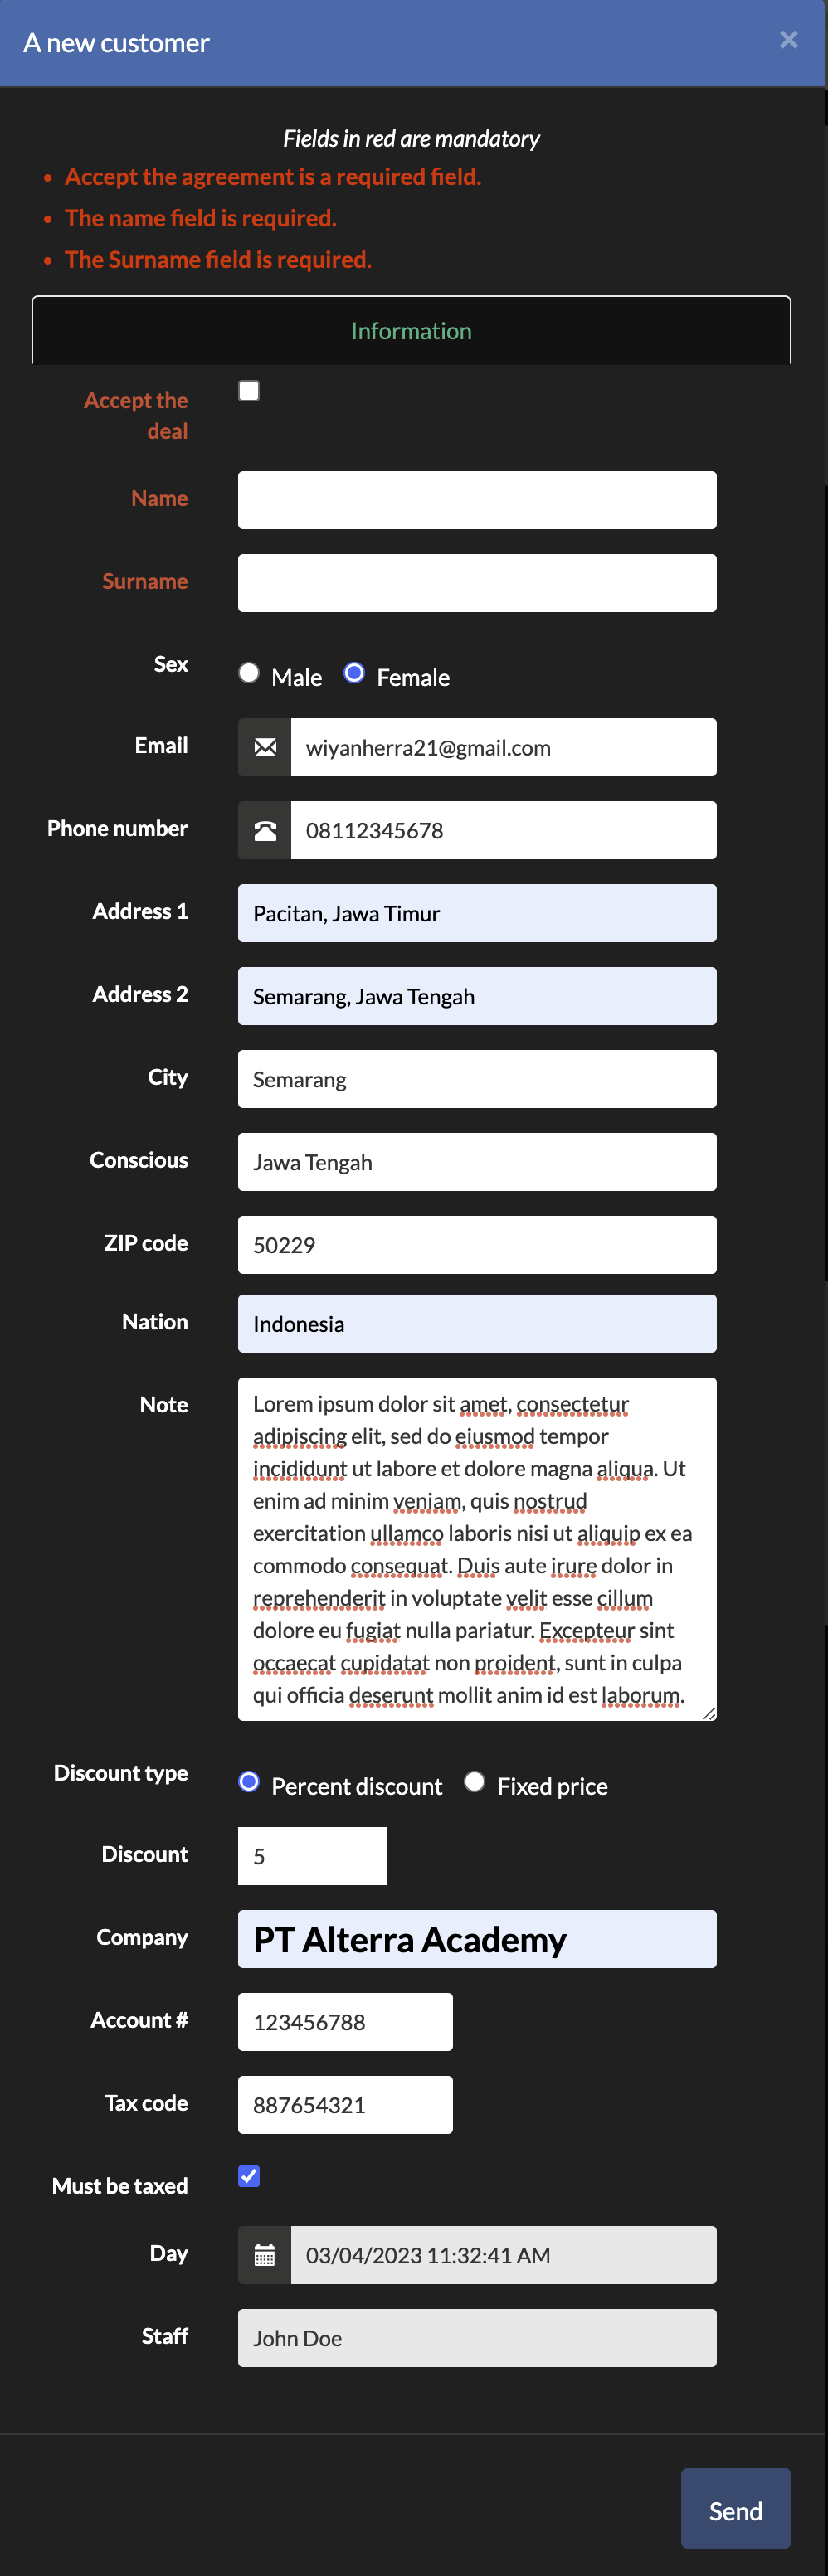 A new customer
×
Fields in red are mandatory
• Accept the agreement is a required field.
• The name field is required.
• The Surname field is required.
Information
Accept the
deal
Name
Surname
Sex
Male Female
Email
wiyanherra21@gmail.com
Phone number
08112345678
Address 1
Pacitan, Jawa Timur
Address 2
Semarang, Jawa Tengah
City
Semarang
Conscious
Jawa Tengah
ZIP code
50229
Nation
Indonesia
Note
Lorem ipsum dolor sit amet, consectetur
adipiscing elit, sed do eiusmod tempor
incididunt ut labore et dolore magna aliqua. Ut
enim ad minim veniam, quis nostrud
exercitation ullamco laboris nisi ut aliquip ex ea
commodo consequat. Duis aute irure dolor in
reprehenderit in voluptate velit esse cillum
dolore eu fugiat nulla pariatur. Excepteur sint
occaecat cupidatat non proident, sunt in culpa
qui officia deserunt mollit anim id est laborum.
Discount type
Percent discount Fixed price
Discount
5
Company
PT Alterra Academy
Account #
123456788
Tax code
887654321
Must be taxed
Day
03/04/2023 11:32:41 AM
Staff
John Doe
Send